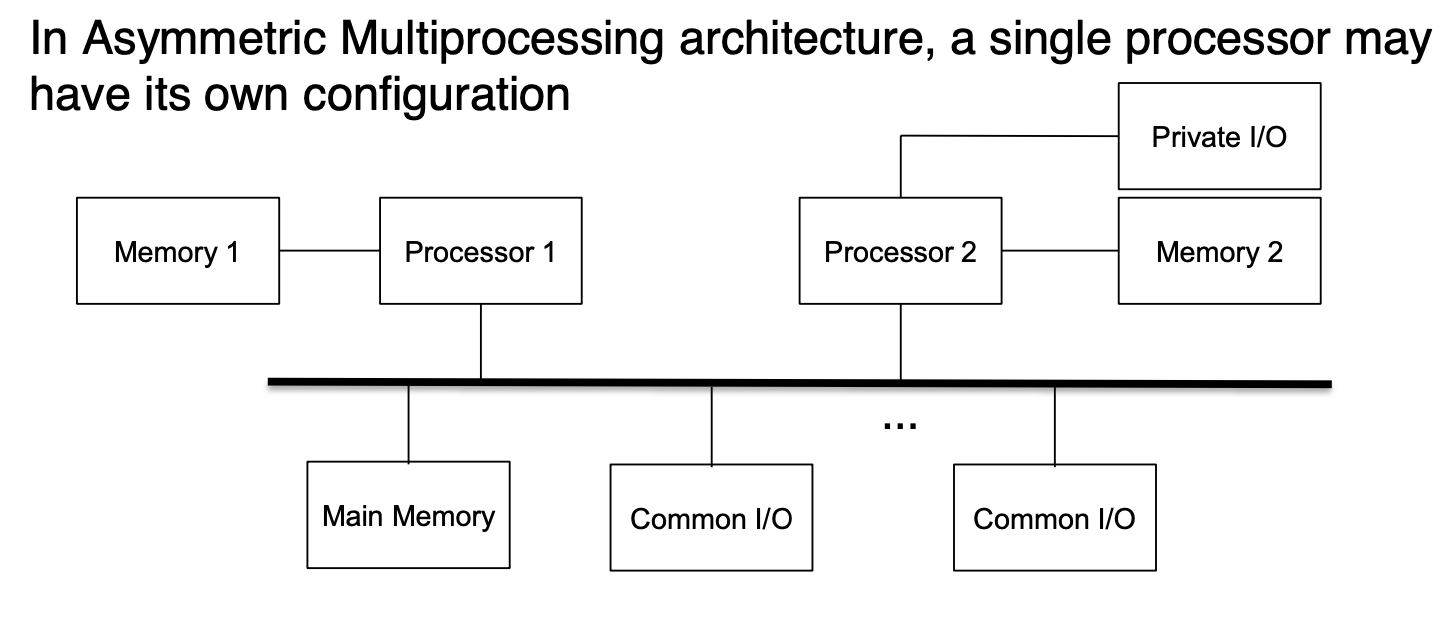 In Asymmetric Multiprocessing architecture, a single processor may
have its own configuration
Private I/O
Memory 1
Processor 1
Processor 2
Memory 2
...
Main Memory
Common I/O
Common I/O